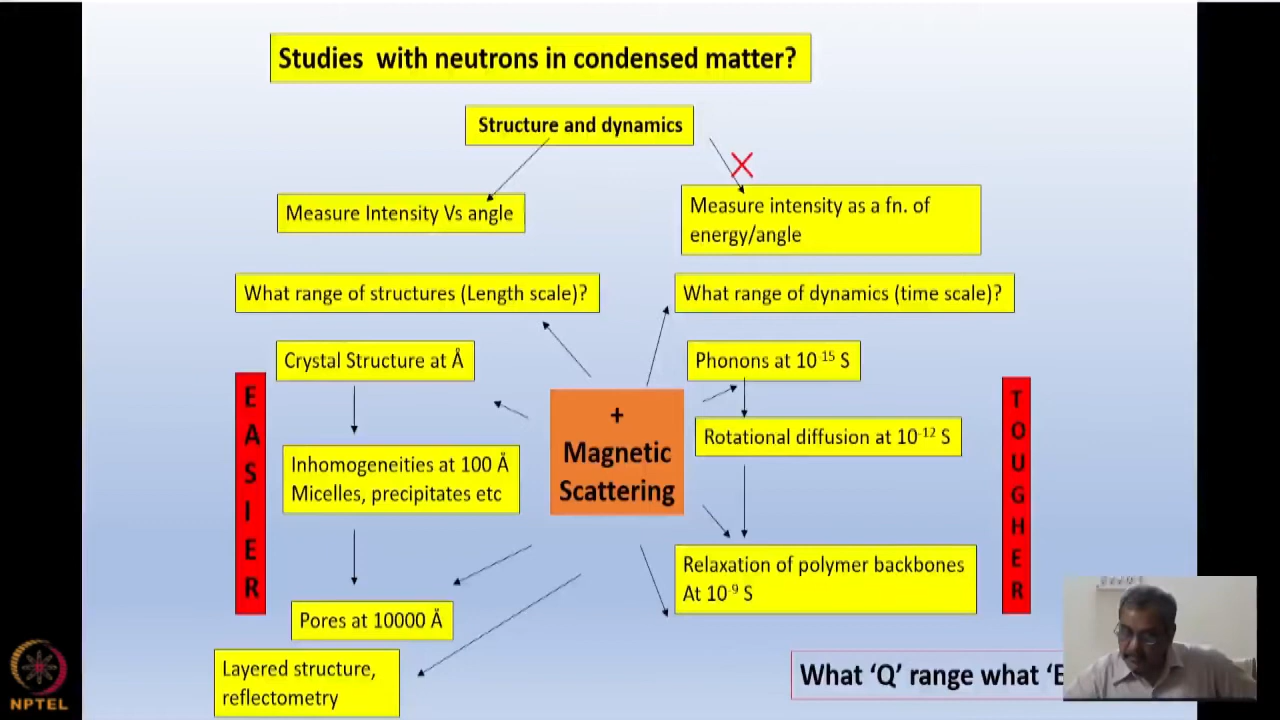 Studies with neutrons in condensed matter?
Structure and dynamics
Measure Intensity Vs angle
Measure intensity as a fn. of
energy/angle
What range of structures (Length scale)?
What range of dynamics (time scale)?
Crystal Structure at Å
Phonons at 10⁻¹⁵ S
EASIER
+
Magnetic
Scattering
Rotational diffusion at 10⁻¹² S
TOUGHER
Inhomogeneities at 100 Å
Micelles, precipitates etc
Relaxation of polymer backbones
At 10⁻⁹ S
Pores at 10000 Å
Layered structure,
reflectometry
What ‘Q’ range what ‘E
NPTEL